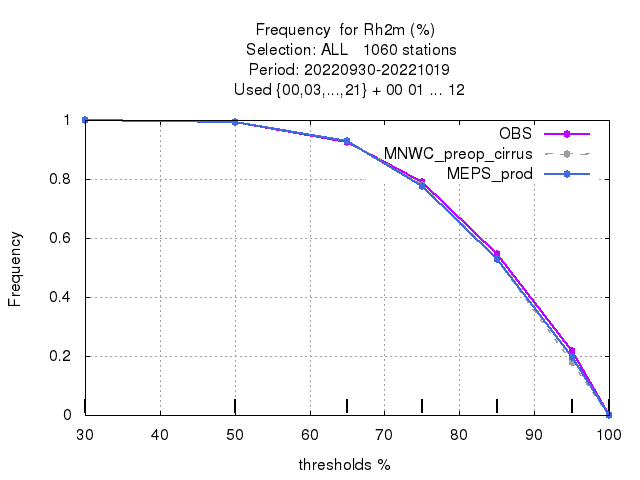 Frequency  for Rh2m (%)
Selection: ALL   1060 stations
Period: 20220930-20221019
Used {00,03,...,21} + 00 01 ... 12
OBS
MNWC_preop_cirrus
MEPS_prod
1
0.8
0.6
0.4
0.2
0
Frequency
30 40 50 60 70 80 90 100
thresholds %